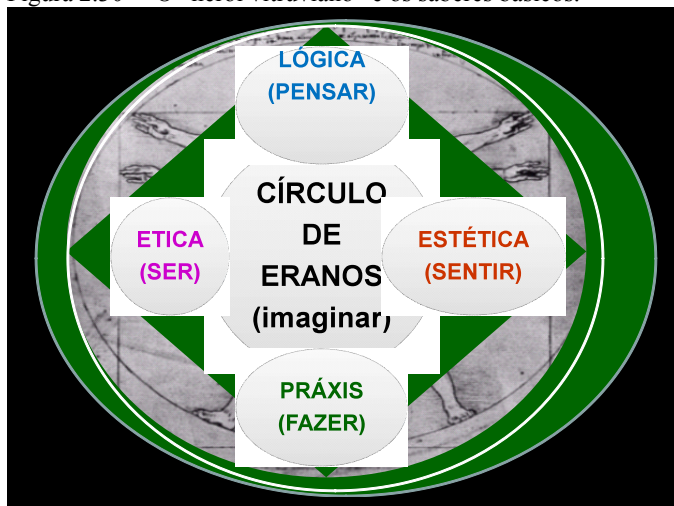 Figura 2.30 – O "herói vitruviano" e os saberes básicos.
LÓGICA
(PENSAR)
CÍRCULO
DE
ERANOS
(imaginar)
ETICA
(SER)
ESTÉTICA
(SENTIR)
PRÁXIS
(FAZER)